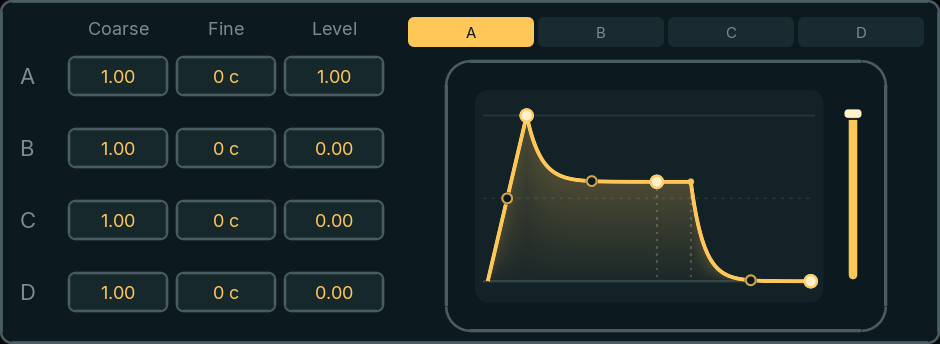 Coarse Fine Level
A 1.00 0 c 1.00
B 1.00 0 c 0.00
C 1.00 0 c 0.00
D 1.00 0 c 0.00
A B C D